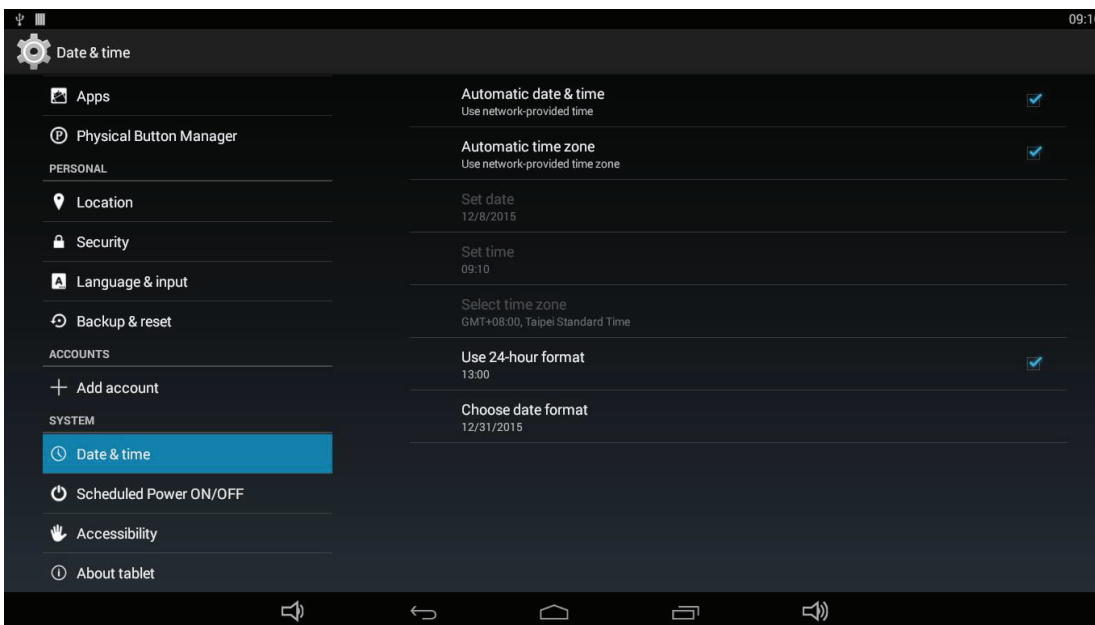 09:10
Date & time
Apps
Physical Button Manager
PERSONAL
Location
Security
Language & input
Backup & reset
ACCOUNTS
Add account
SYSTEM
Date & time
Scheduled Power ON/OFF
Accessibility
About tablet
Automatic date & time
Use network-provided time
Automatic time zone
Use network-provided time zone
Set date
12/8/2015
Set time
09:10
Select time zone
GMT+08:00, Taipei Standard Time
Use 24-hour format
13:00
Choose date format
12/31/2015